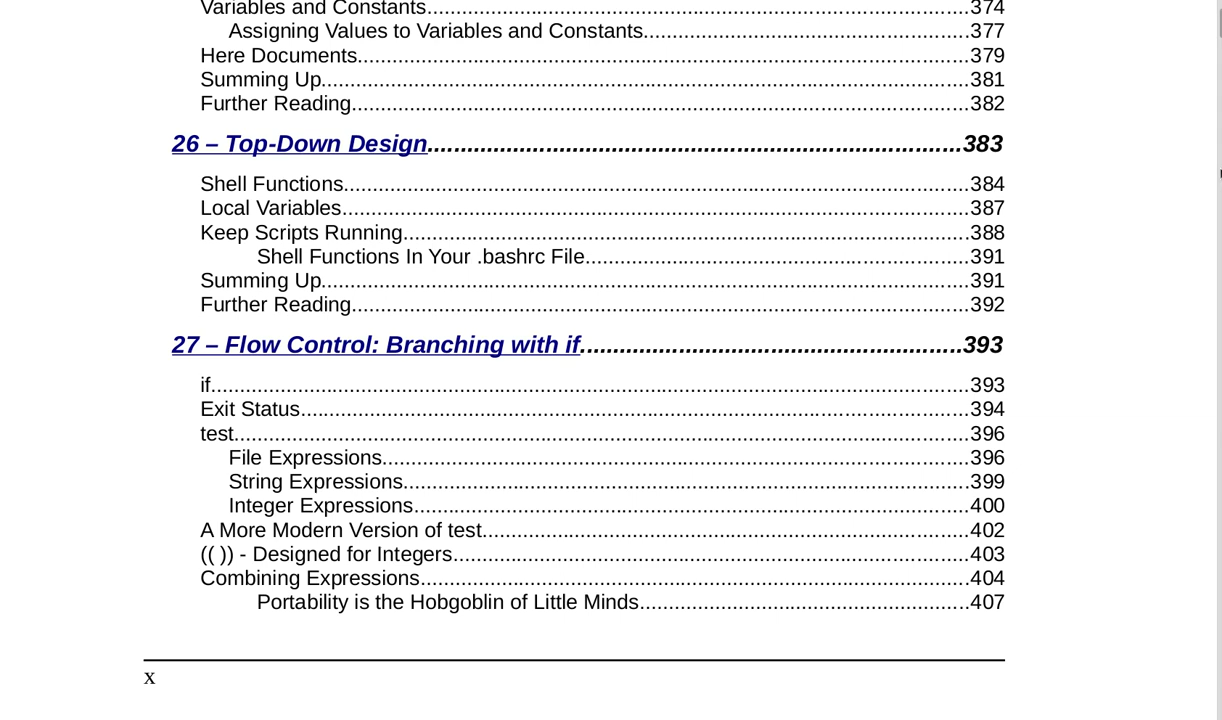 Variables and Constants....................................................................................................374
Assigning Values to Variables and Constants........................................................377
Here Documents..........................................................................................................379
Summing Up................................................................................................................381
Further Reading...........................................................................................................382
26 – Top-Down Design...............................................................................383
Shell Functions.............................................................................................................384
Local Variables.............................................................................................................387
Keep Scripts Running..................................................................................................388
Shell Functions In Your .bashrc File...................................................................391
Summing Up................................................................................................................391
Further Reading...........................................................................................................392
27 – Flow Control: Branching with if........................................................393
if....................................................................................................................................393
Exit Status....................................................................................................................394
test................................................................................................................................396
File Expressions.....................................................................................................396
String Expressions.................................................................................................399
Integer Expressions................................................................................................400
A More Modern Version of test....................................................................................402
(( )) - Designed for Integers.........................................................................................403
Combining Expressions................................................................................................404
Portability is the Hobgoblin of Little Minds.........................................................407
x